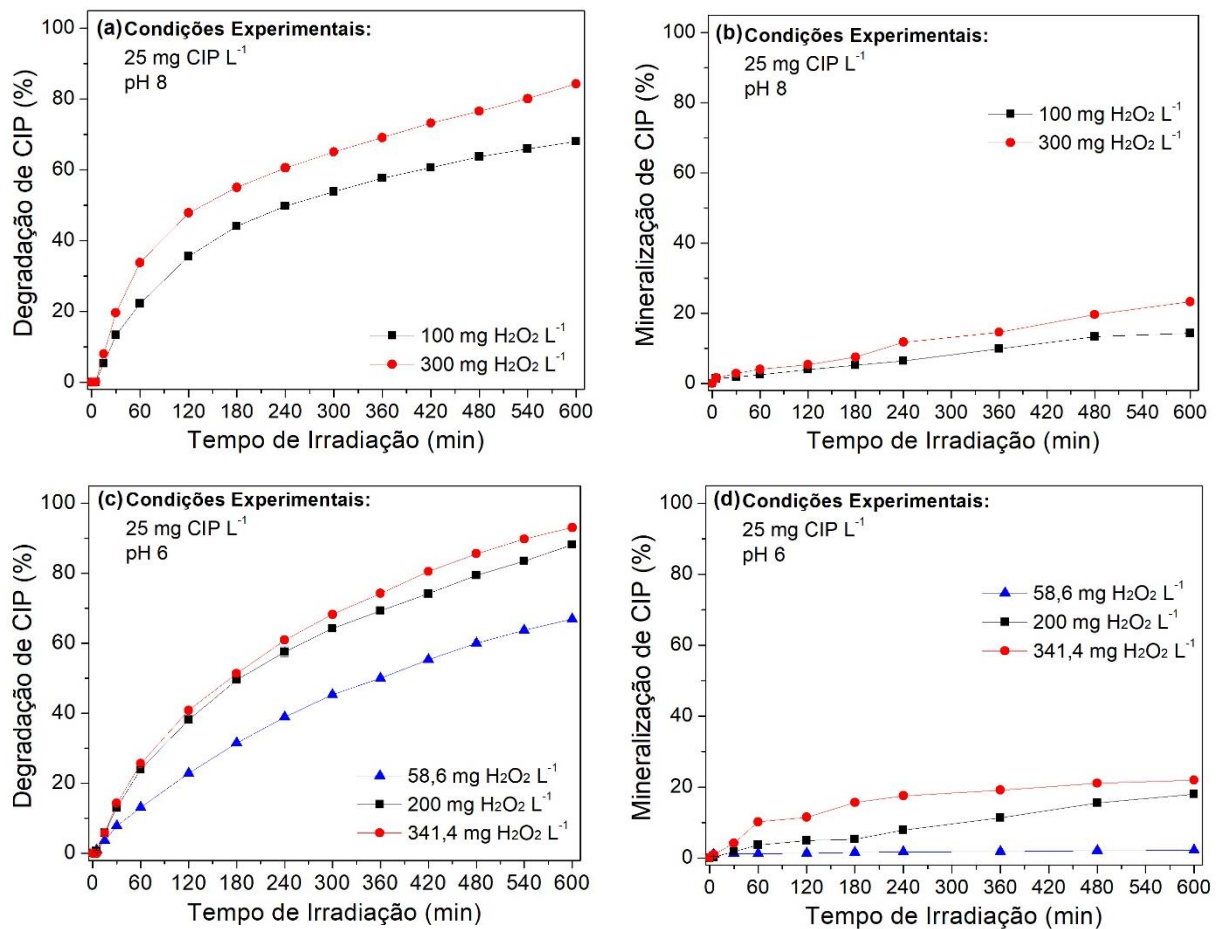 (a) Condições Experimentais:
25 mg CIP L⁻¹
pH 8
Degradação de CIP (%)
100
80
60
40
20
0
100 mg H₂O₂ L⁻¹
300 mg H₂O₂ L⁻¹
0 60 120 180 240 300 360 420 480 540 600
Tempo de Irradiação (min)
(b) Condições Experimentais:
25 mg CIP L⁻¹
pH 8
Mineralização de CIP (%)
100
80
60
40
20
0
100 mg H₂O₂ L⁻¹
300 mg H₂O₂ L⁻¹
0 60 120 180 240 300 360 420 480 540 600
Tempo de Irradiação (min)
(c) Condições Experimentais:
25 mg CIP L⁻¹
pH 6
Degradação de CIP (%)
100
80
60
40
20
0
58,6 mg H₂O₂ L⁻¹
200 mg H₂O₂ L⁻¹
341,4 mg H₂O₂ L⁻¹
0 60 120 180 240 300 360 420 480 540 600
Tempo de Irradiação (min)
(d) Condições Experimentais:
25 mg CIP L⁻¹
pH 6
Mineralização de CIP (%)
100
80
60
40
20
0
58,6 mg H₂O₂ L⁻¹
200 mg H₂O₂ L⁻¹
341,4 mg H₂O₂ L⁻¹
0 60 120 180 240 300 360 420 480 540 600
Tempo de Irradiação (min)